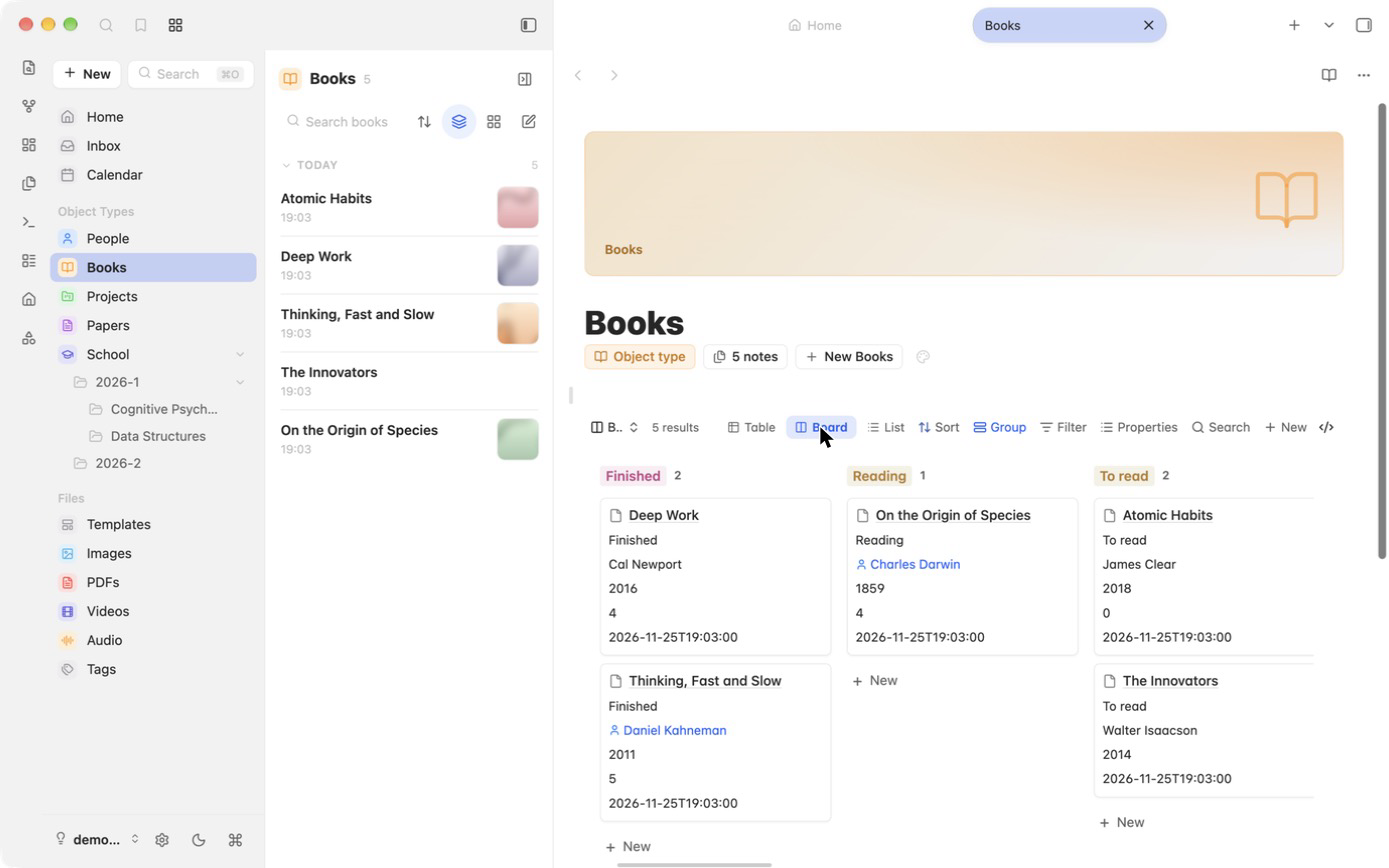 Home
Books
New
Search
⌘O
Home
Inbox
Calendar
Object Types
People
Books
Projects
Papers
School
2026-1
Cognitive Psych...
Data Structures
2026-2
Files
Templates
Images
PDFs
Videos
Audio
Tags
demo...
Books 5
Search books
TODAY 5
Atomic Habits
19:03
Deep Work
19:03
Thinking, Fast and Slow
19:03
The Innovators
19:03
On the Origin of Species
19:03
Books
Books
Object type
5 notes
New Books
B.. 5 results Table Board List Sort Group Filter Properties Search New
Finished 2
Deep Work
Finished
Cal Newport
2016
4
2026-11-25T19:03:00
Thinking, Fast and Slow
Finished
Daniel Kahneman
2011
5
2026-11-25T19:03:00
New
Reading 1
On the Origin of Species
Reading
Charles Darwin
1859
4
2026-11-25T19:03:00
New
To read 2
Atomic Habits
To read
James Clear
2018
0
2026-11-25T19:03:00
The Innovators
To read
Walter Isaacson
2014
2026-11-25T19:03:00
New